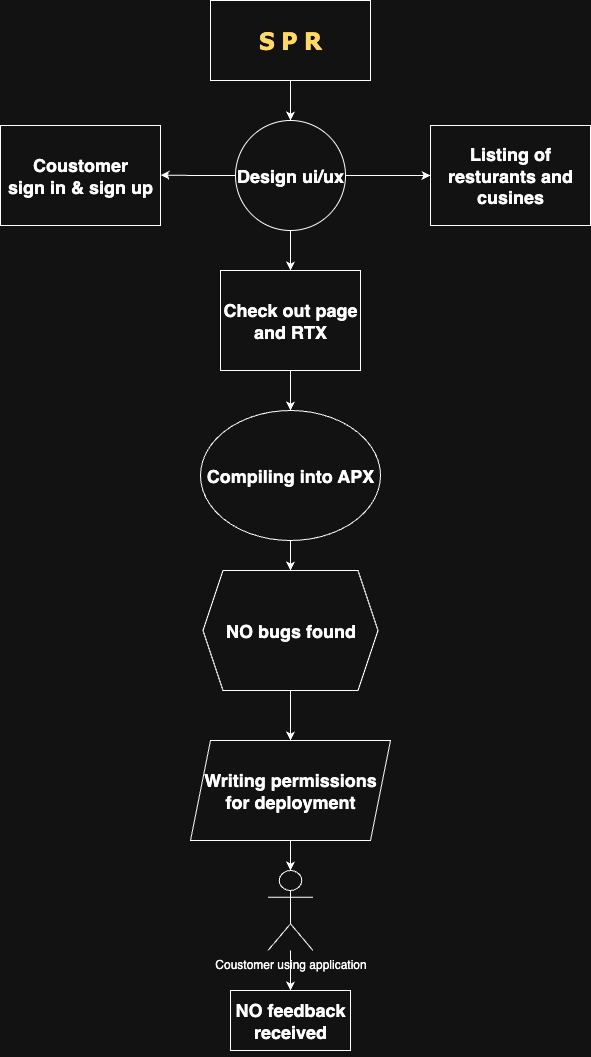 S P R
Coustomer
sign in & sign up
Design ui/ux
Listing of
resturants and
cusines
Check out page
and RTX
Compiling into APX
NO bugs found
Writing permissions
for deployment
Coustomer using application
NO feedback
received